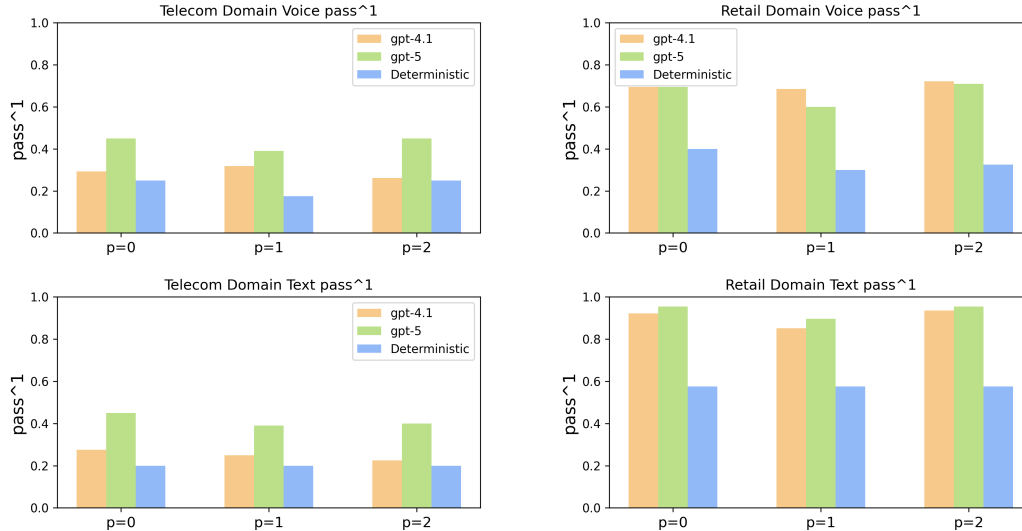 Telecom Domain Voice pass^1
pass^1
1.0
0.8
0.6
0.4
0.2
0.0
gpt-4.1
gpt-5
Deterministic
p=0 p=1 p=2
Retail Domain Voice pass^1
pass^1
1.0
0.8
0.6
0.4
0.2
0.0
gpt-4.1
gpt-5
Deterministic
p=0 p=1 p=2
Telecom Domain Text pass^1
pass^1
1.0
0.8
0.6
0.4
0.2
0.0
gpt-4.1
gpt-5
Deterministic
p=0 p=1 p=2
Retail Domain Text pass^1
pass^1
1.0
0.8
0.6
0.4
0.2
0.0
p=0 p=1 p=2